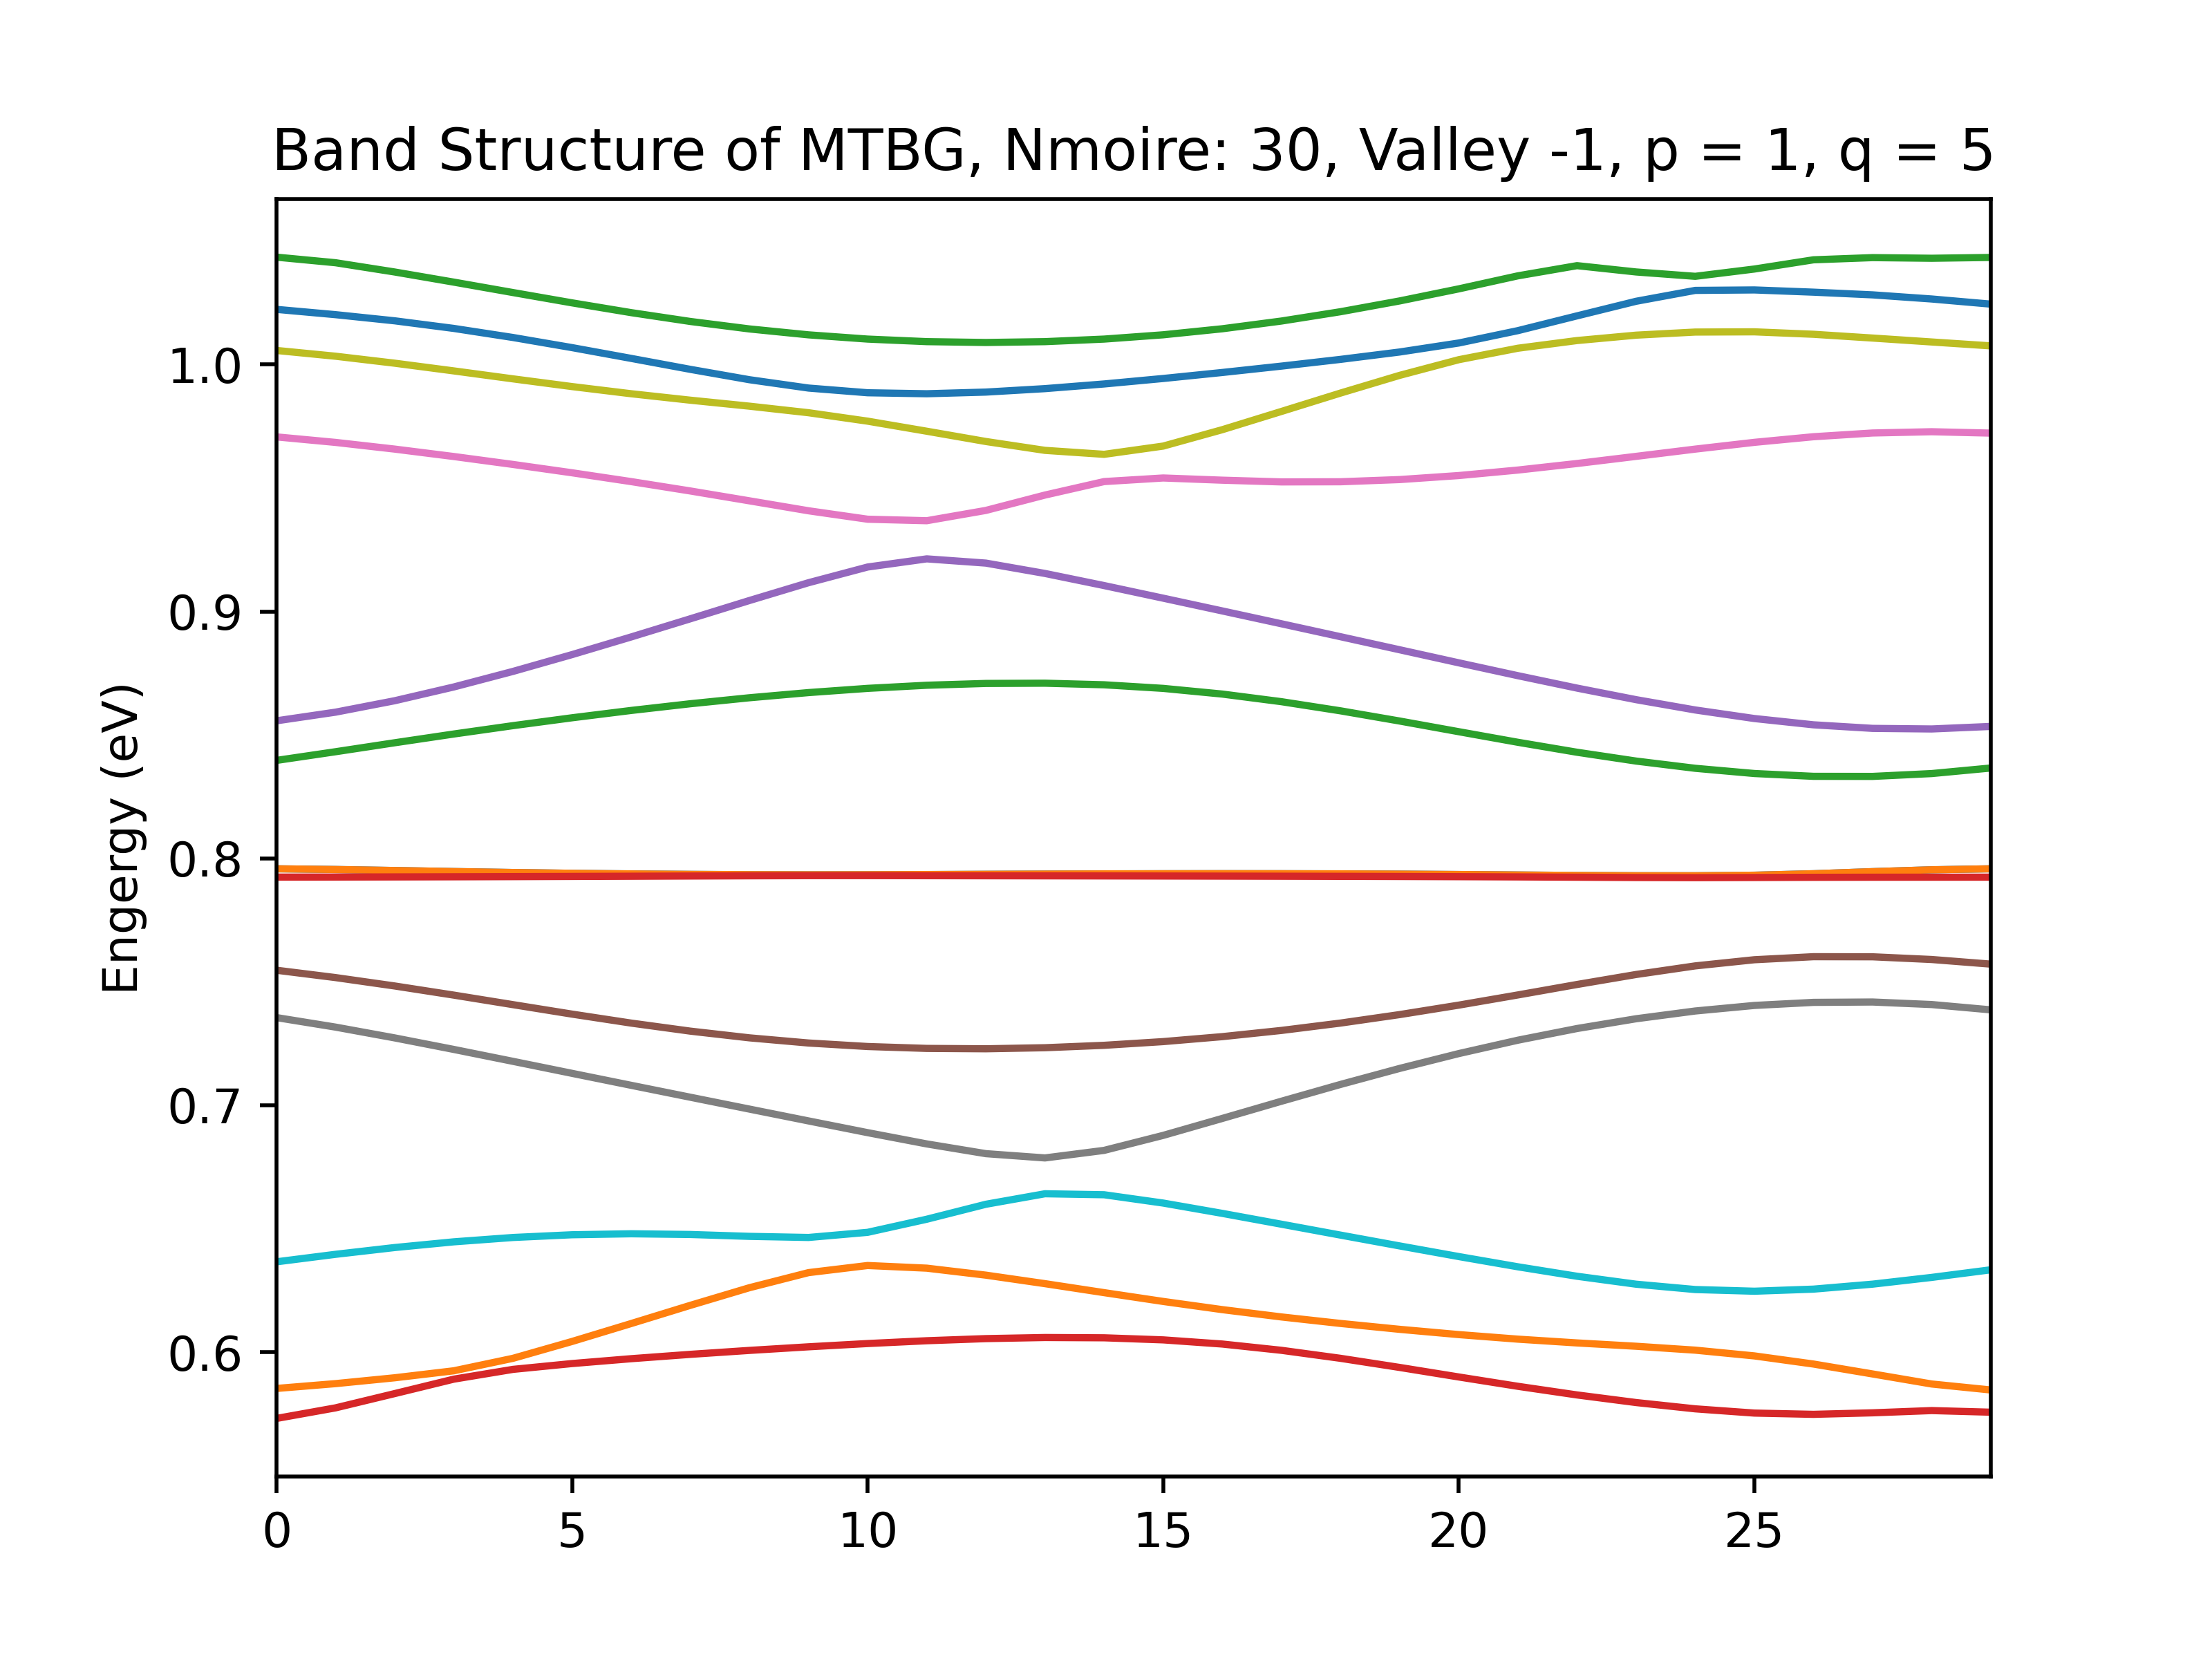 Band Structure of MTBG, Nmoire: 30, Valley -1, p = 1, q = 5
Engergy (eV)
1.0
0.9
0.8
0.7
0.6
0 5 10 15 20 25